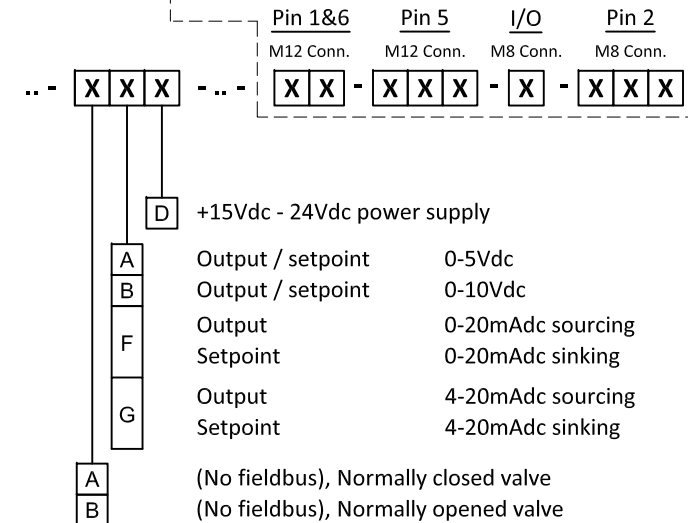 Pin 1&6 Pin 5 I/O Pin 2
M12 Conn. M12 Conn. M8 Conn. M8 Conn.
.. - X X X - .. - X X - X X X - X - X X X
D +15Vdc - 24Vdc power supply
A Output / setpoint 0-5Vdc
B Output / setpoint 0-10Vdc
Output 0-20mAdc sourcing
F
Setpoint 0-20mAdc sinking
Output 4-20mAdc sourcing
G
Setpoint 4-20mAdc sinking
A (No fieldbus), Normally closed valve
B (No fieldbus), Normally opened valve